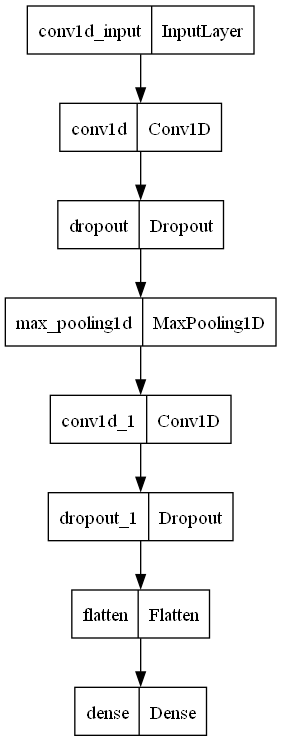 conv1d_input InputLayer
conv1d Conv1D
dropout Dropout
max_pooling1d MaxPooling1D
conv1d_1 Conv1D
dropout_1 Dropout
flatten Flatten
dense Dense